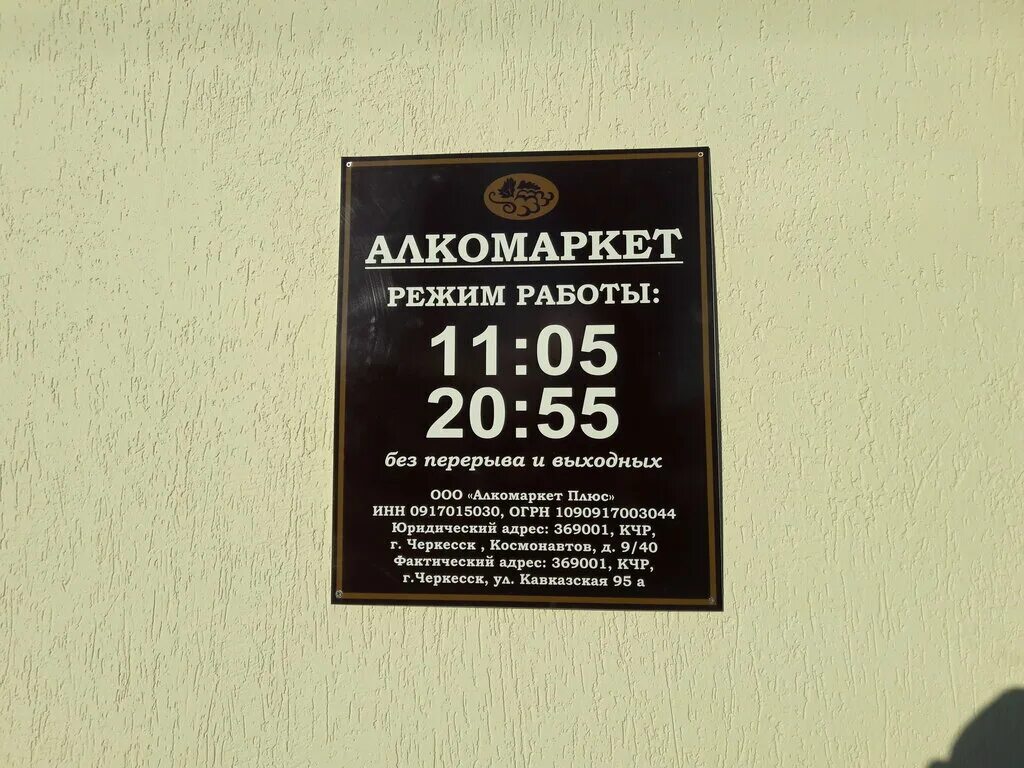 АЛКОМАРКЕТ
РЕЖИМ РАБОТЫ:
11:05
20:55
без перерыва и выходных
ООО «Алкомаркет Плюс»
ИНН 0917015030, ОГРН 1090917003044
Юридический адрес: 369001, КЧР,
г. Черкесск , Космонавтов, д. 9/40
Фактический адрес: 369001, КЧР,
г.Черкесск, ул. Кавказская 95 а